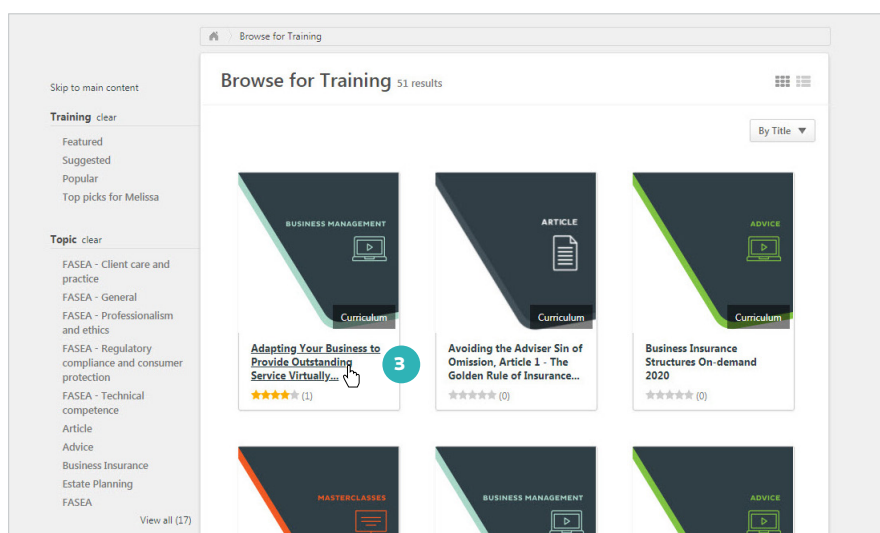 Browse for Training
Skip to main content
Training clear
Featured
Suggested
Popular
Top picks for Melissa
Topic clear
FASEA - Client care and
practice
FASEA - General
FASEA - Professionalism
and ethics
FASEA - Regulatory
compliance and consumer
protection
FASEA - Technical
competence
Article
Advice
Business Insurance
Estate Planning
FASEA
View all (17)
Browse for Training 51 results
By Title
BUSINESS MANAGEMENT
Curriculum
Adapting Your Business to
Provide Outstanding
Service Virtually...
(1)
3
ARTICLE
Curriculum
Avoiding the Adviser Sin of
Omission, Article 1 - The
Golden Rule of Insurance...
(0)
ADVICE
Curriculum
Business Insurance
Structures On-demand
2020
(0)
MASTERCLASSES
BUSINESS MANAGEMENT
ADVICE